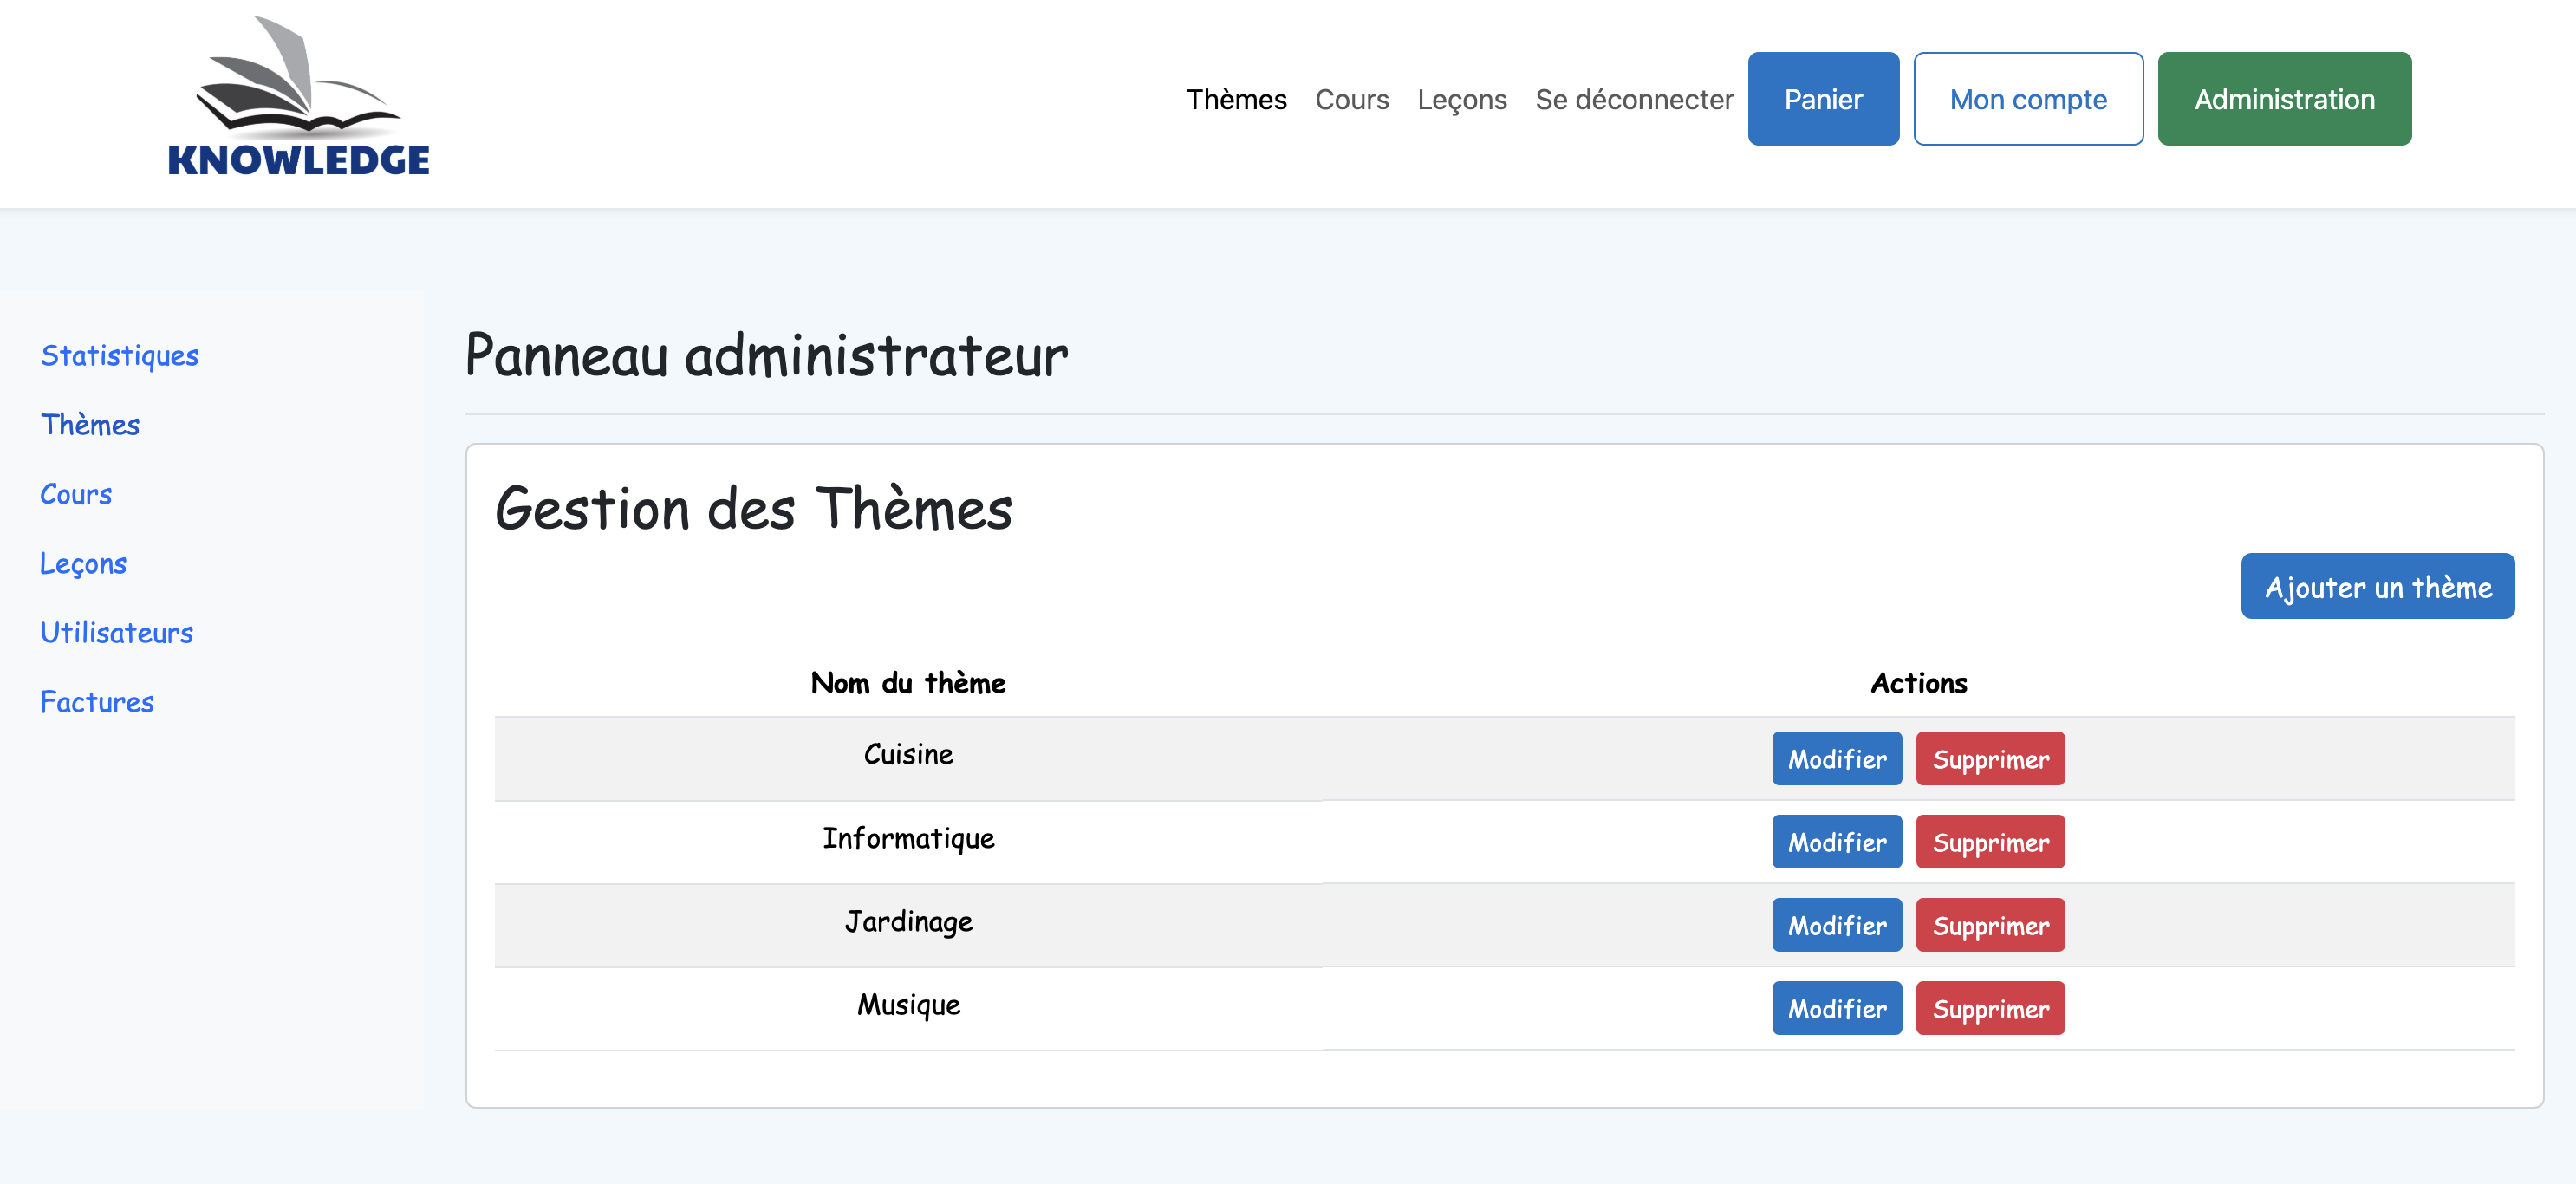 KNOWLEDGE
Thèmes Cours Leçons Se déconnecter Panier Mon compte Administration
Statistiques
Thèmes
Cours
Leçons
Utilisateurs
Factures
Panneau administrateur
Gestion des Thèmes
Ajouter un thème
Nom du thème Actions
Cuisine Modifier Supprimer
Informatique Modifier Supprimer
Jardinage Modifier Supprimer
Musique Modifier Supprimer